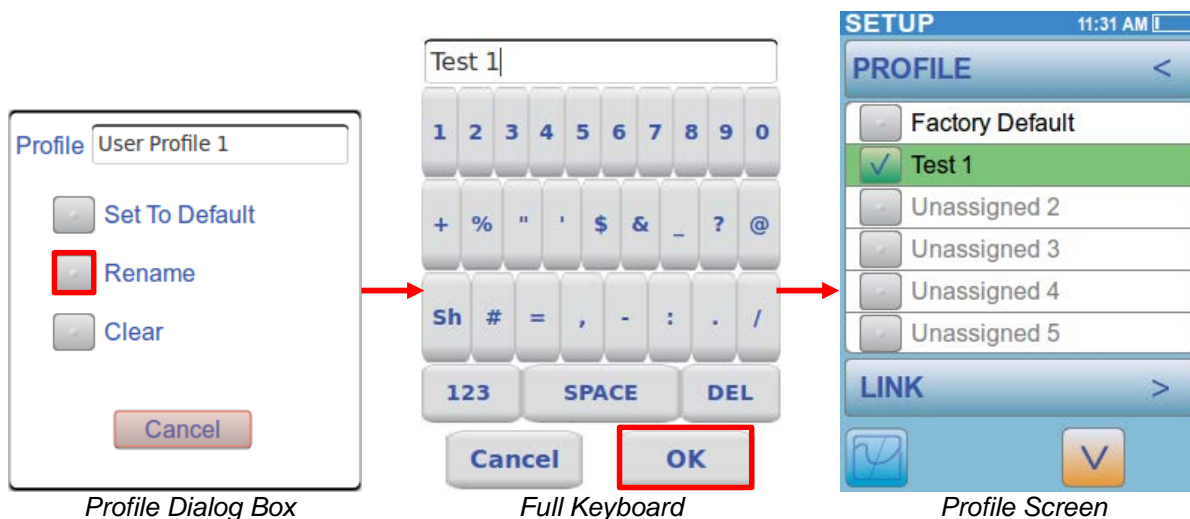 Profile User Profile 1
Set To Default
Rename
Clear
Cancel
Profile Dialog Box
Test 1
1 2 3 4 5 6 7 8 9 0
+ % " ' $ & _ ? @
Sh # = , - : . /
123 SPACE DEL
Cancel OK
Full Keyboard
SETUP 11:31 AM
PROFILE <
Factory Default
Test 1
Unassigned 2
Unassigned 3
Unassigned 4
Unassigned 5
LINK >
Profile Screen